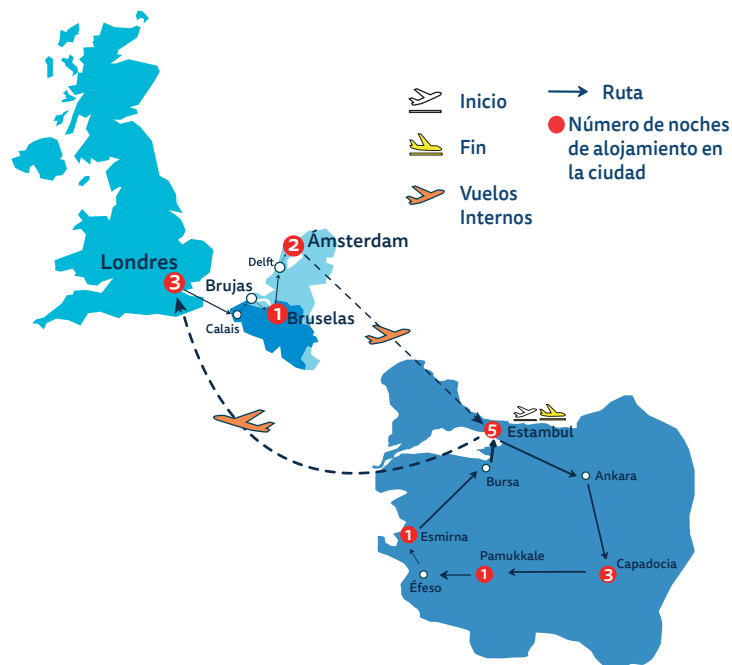 Inicio
Fin
Vuelos
Internos
Ruta
Número de noches
de alojamiento en
la ciudad
Londres
3
2
Ámsterdam
Delft
Brujas
Calais
1
Bruselas
5
Estambul
Bursa
Ankara
1
Esmirna
Pamukkale
Capadocia
Éfeso
1
3